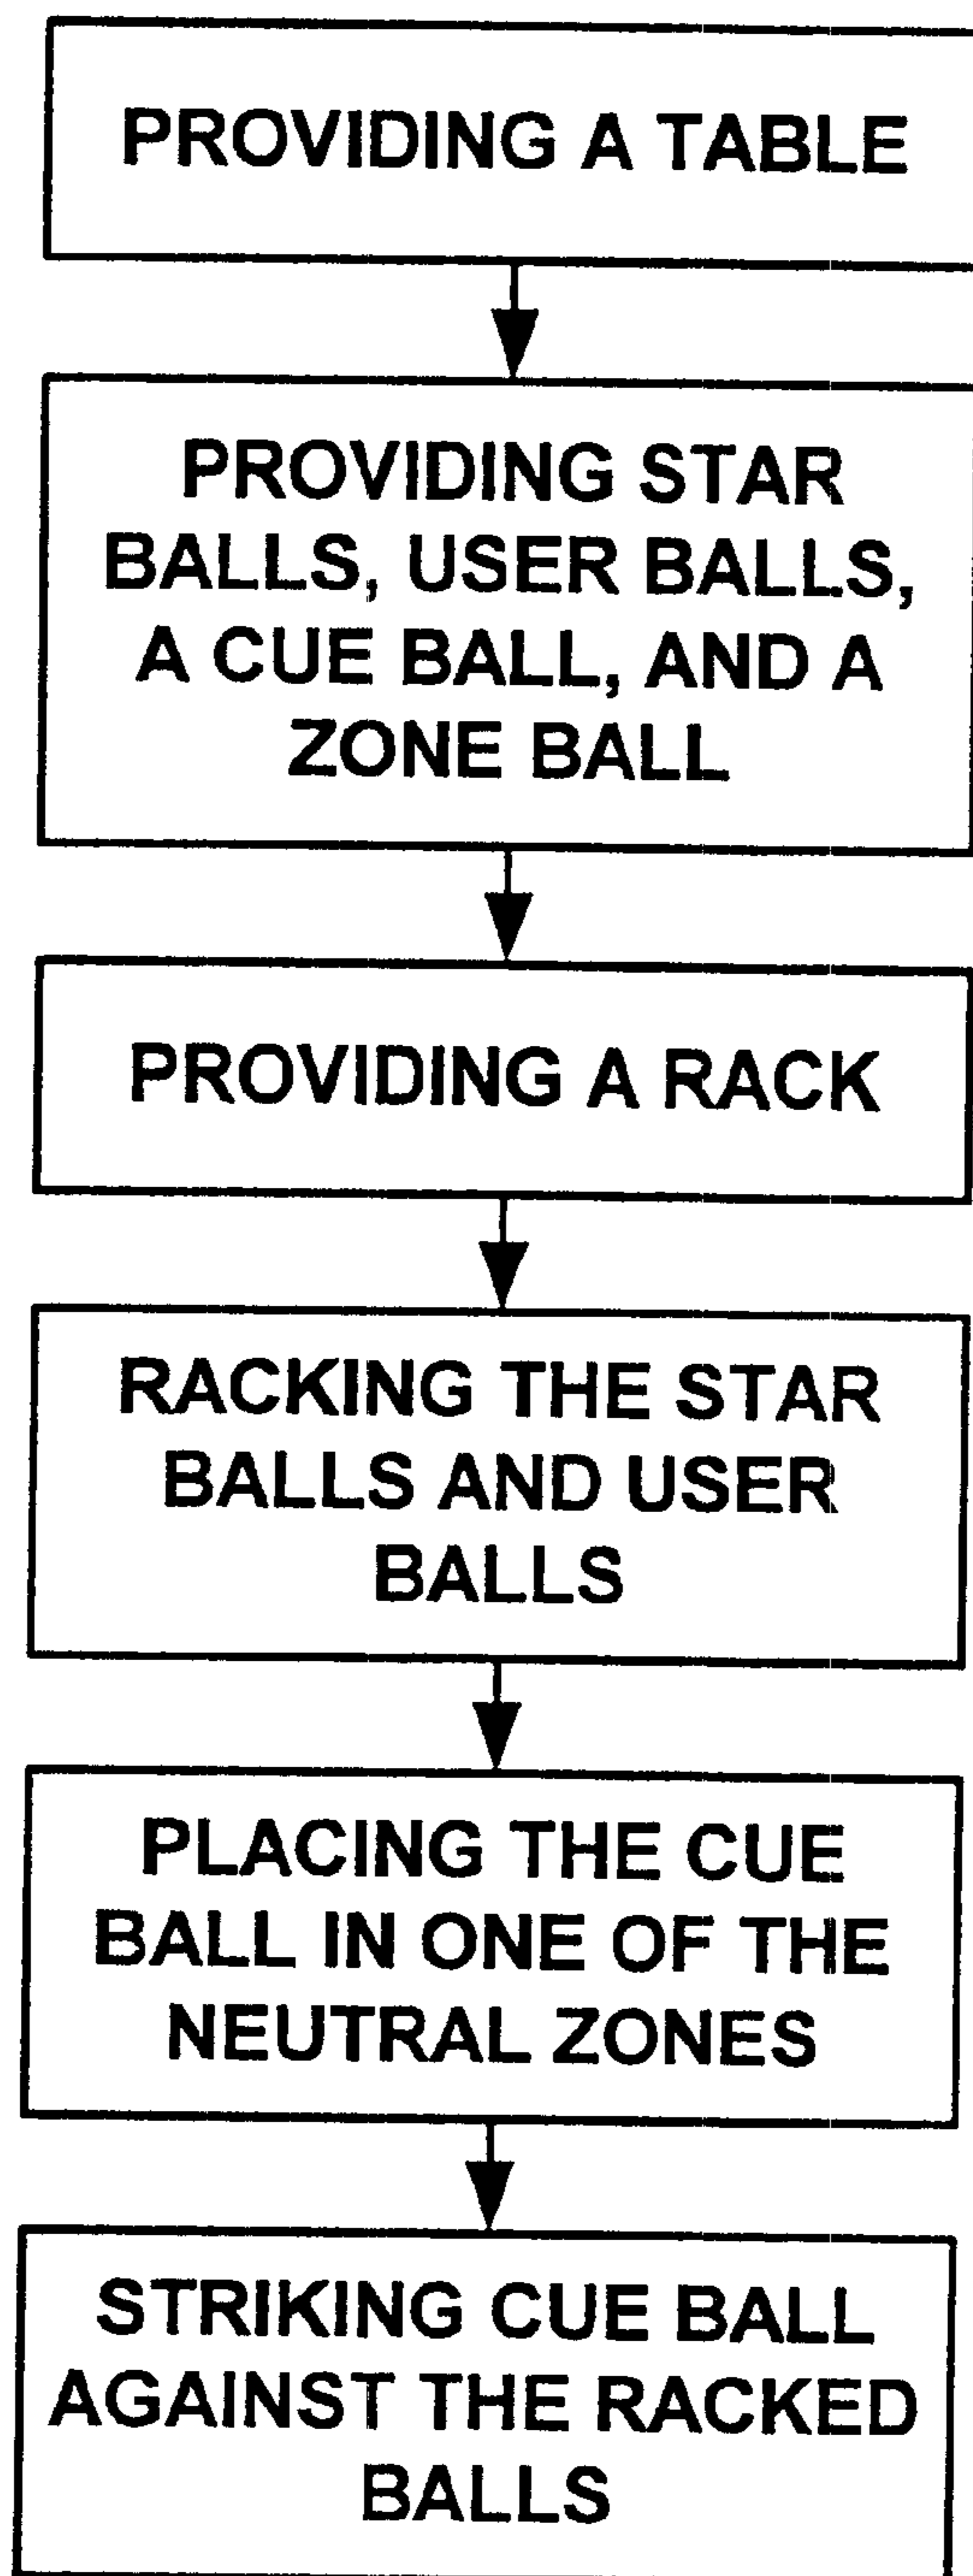 PROVIDING A TABLE
PROVIDING STAR
BALLS, USER BALLS,
A CUE BALL, AND A
ZONE BALL
PROVIDING A RACK
RACKING THE STAR
BALLS AND USER
BALLS
PLACING THE CUE
BALL IN ONE OF THE
NEUTRAL ZONES
STRIKING CUE BALL
AGAINST THE RACKED
BALLS